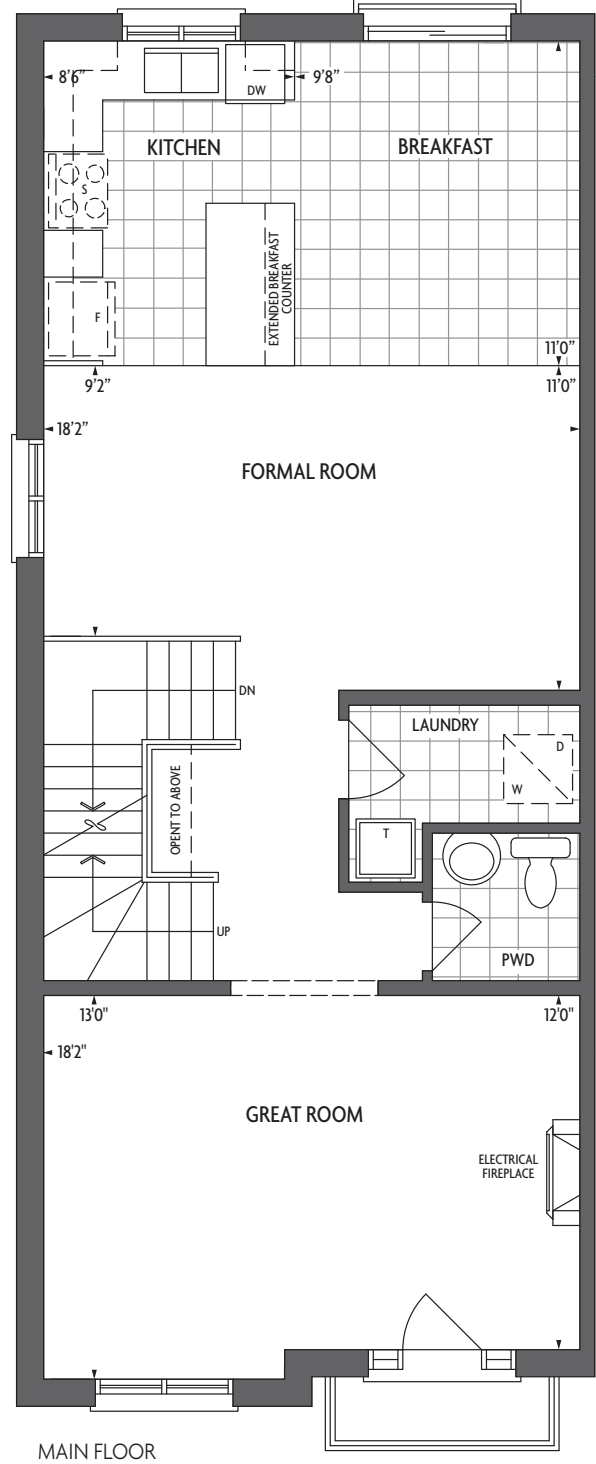 8'6"
9'8"
DW
KITCHEN
BREAKFAST
S
EXTENDED BREAKFAST
COUNTER
F
11'0"
9'2"
11'0"
18'2"
FORMAL ROOM
DN
LAUNDRY
D
W
OPENT TO ABOVE
T
UP
PWD
13'0"
12'0"
18'2"
GREAT ROOM
ELECTRICAL
FIREPLACE
MAIN FLOOR